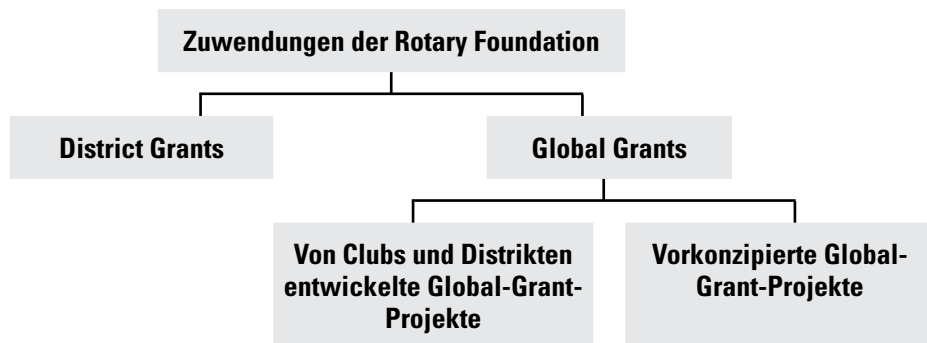 Zuwendungen der Rotary Foundation
District Grants
Global Grants
Von Clubs und Distrikten
entwickelte Global-Grant-
Projekte
Vorkonzipierte Global-
Grant-Projekte